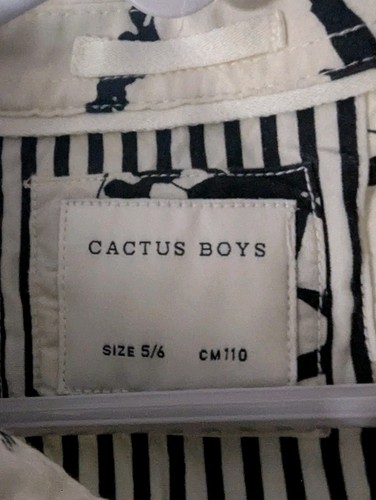 CACTUS BOYS
SIZE 5/6 CM110